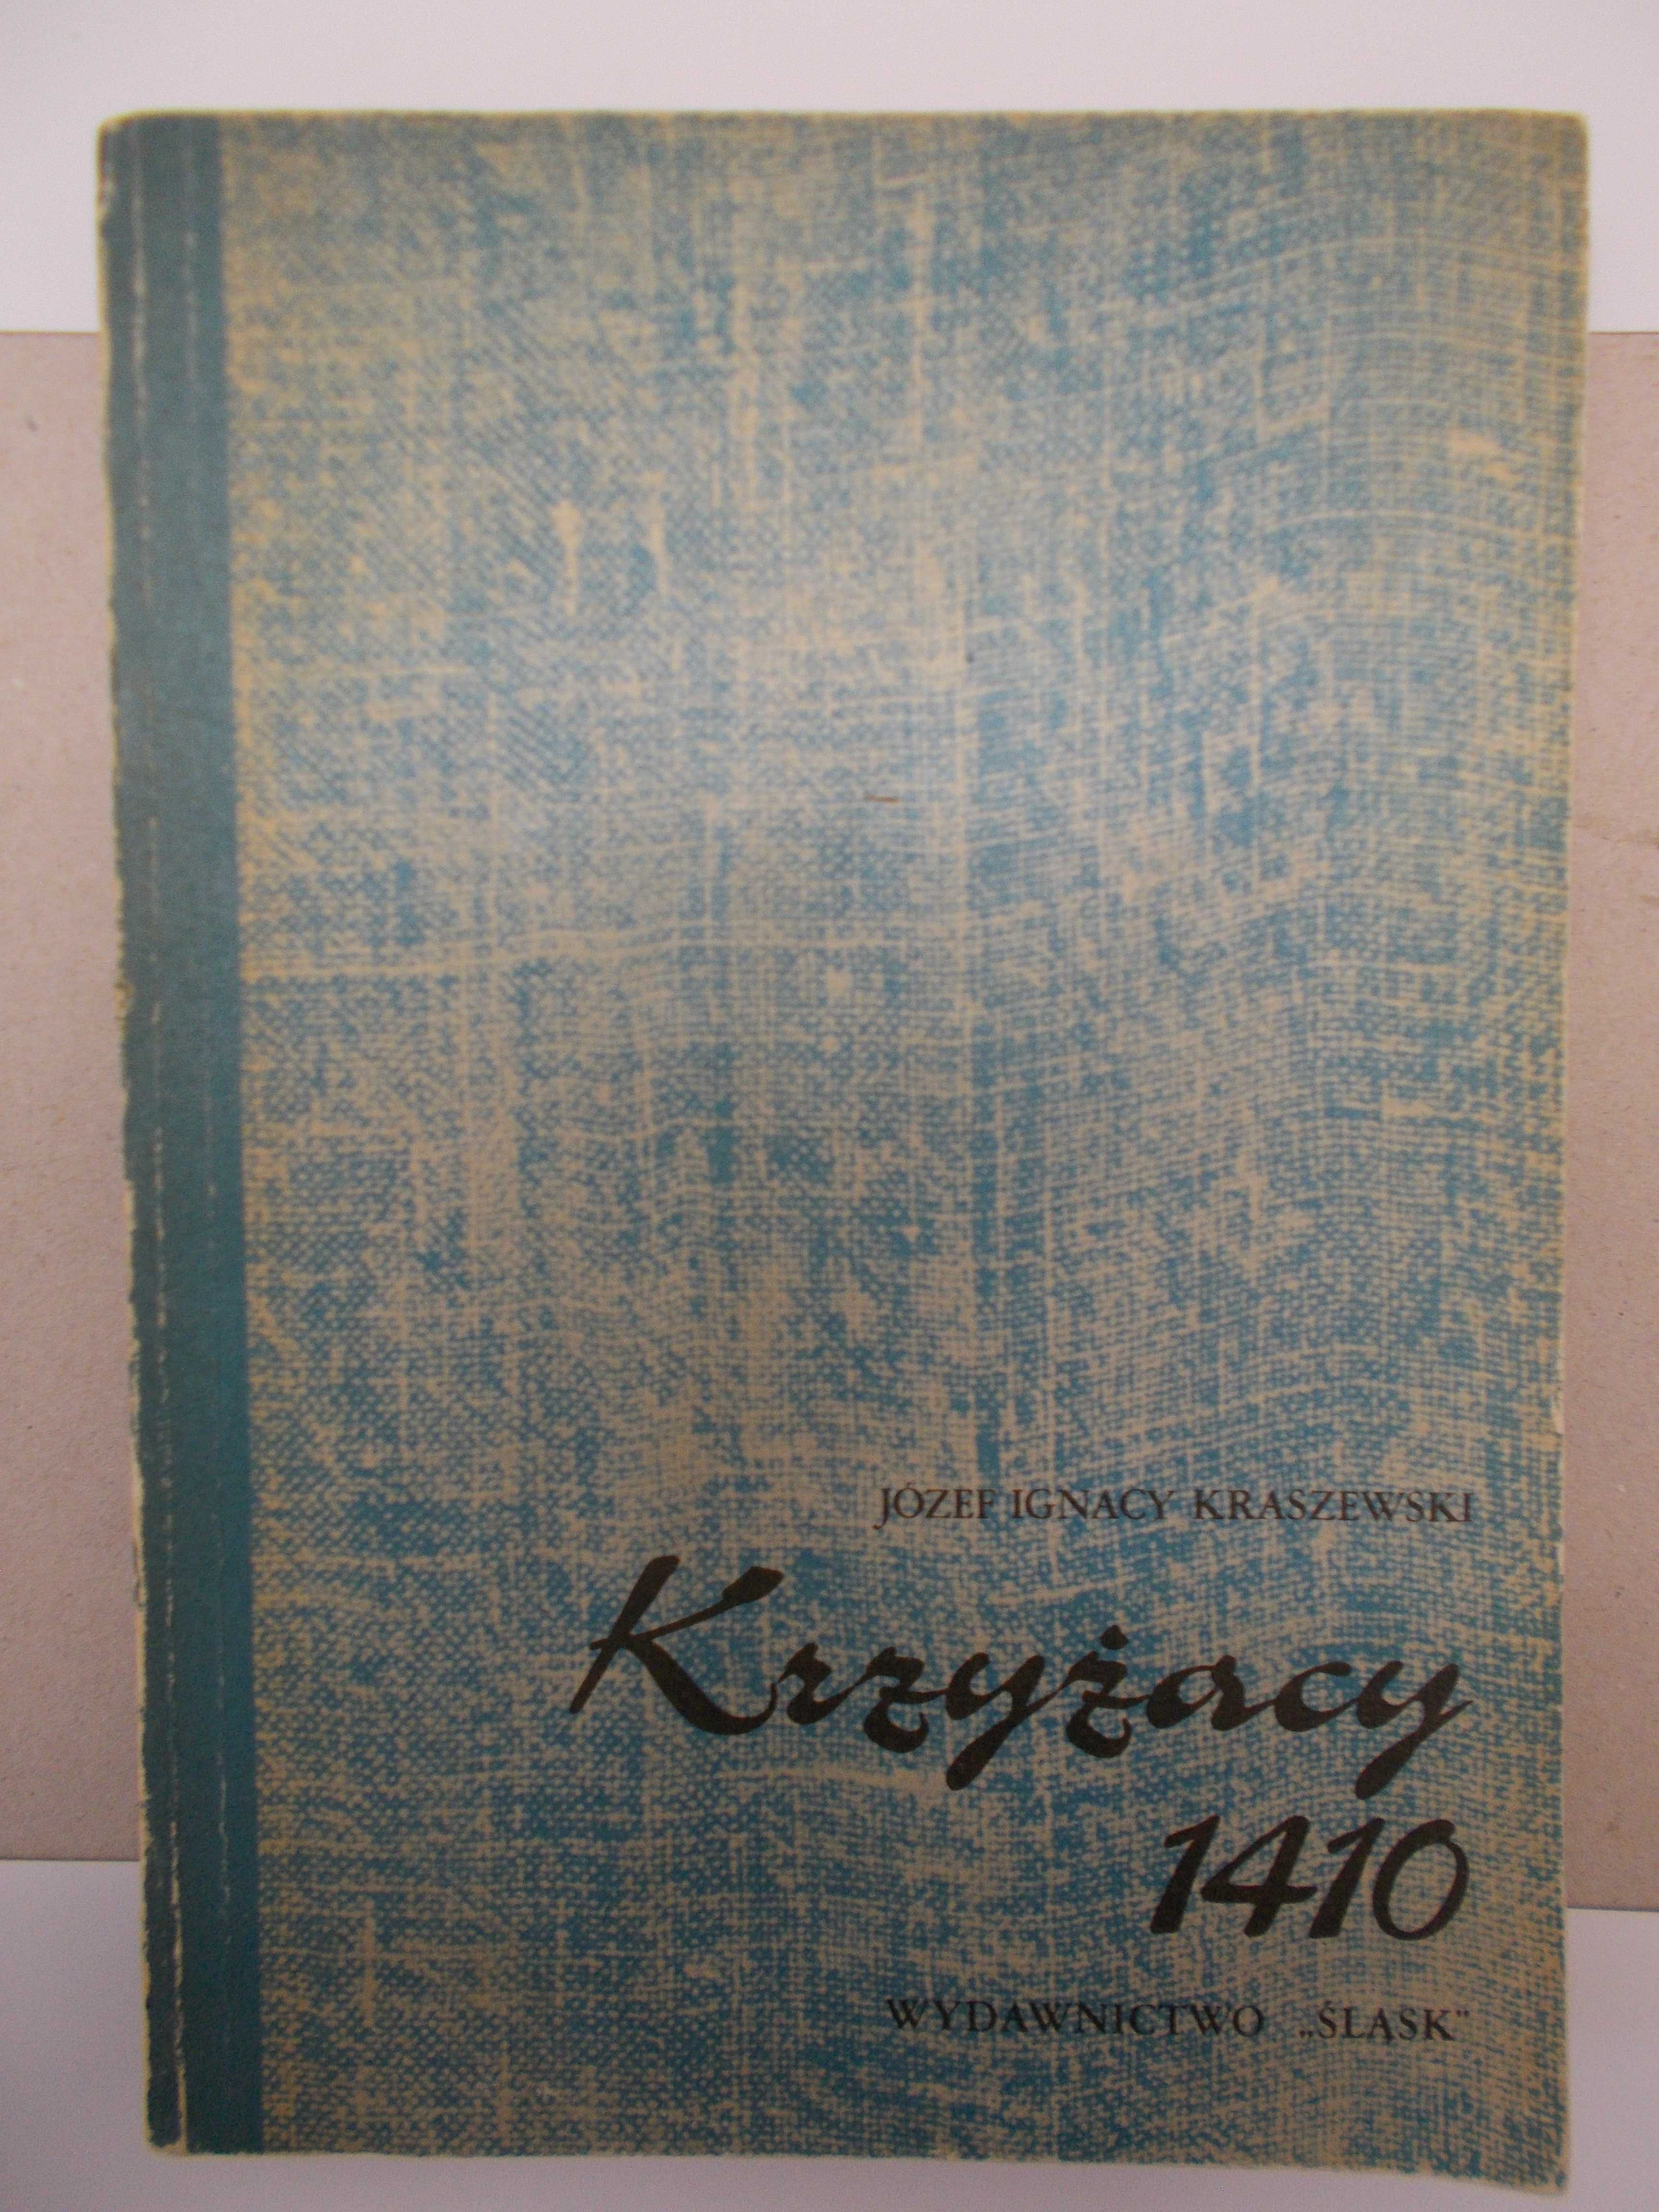 JÓZEF IGNACY KRASZEWSKI
Krzyżacy
1410
WYDAWNICTWO „ŚLĄSK”